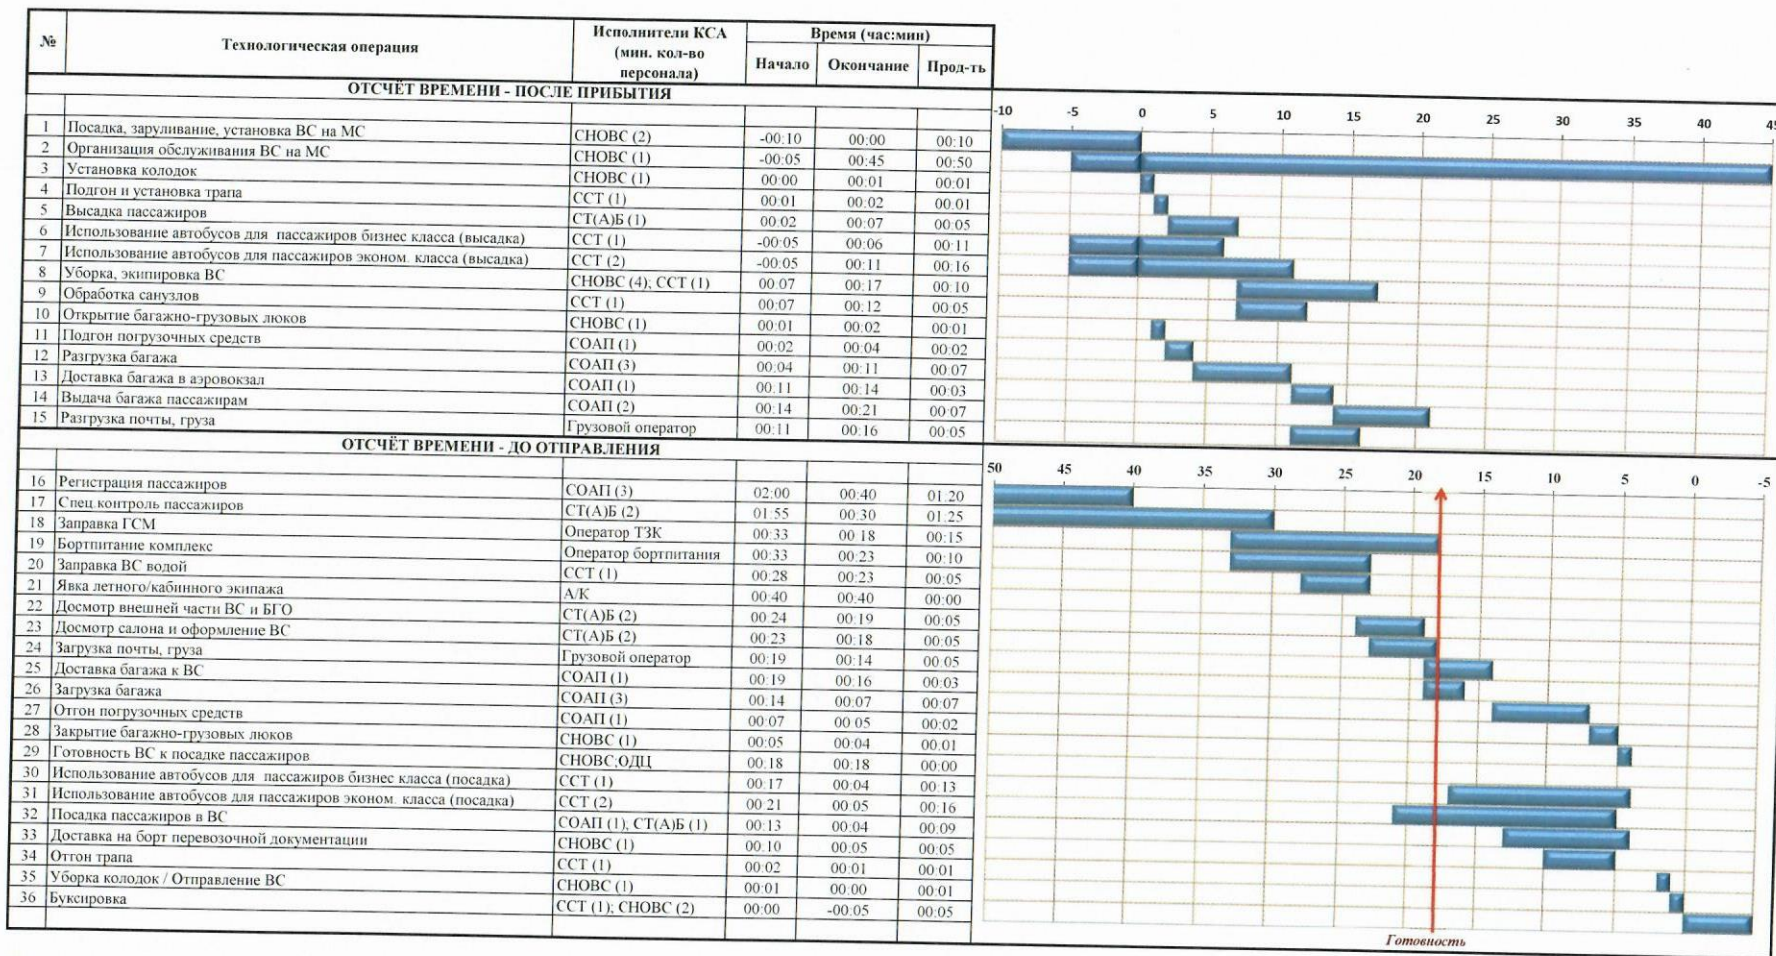 № Технологическая операция Исполнители КСА (мин. кол-во персонала) Время (час:мин)
Начало Окончание Прод-ть
ОТСЧЁТ ВРЕМЕНИ - ПОСЛЕ ПРИБЫТИЯ
-10 -5 0 5 10 15 20 25 30 35 40 45
1 Посадка, заруливание, установка ВС на МС СНОВС (2) -00:10 00:00 00:10
2 Организация обслуживания ВС на МС СНОВС (1) -00:05 00:45 00:50
3 Установка колодок СНОВС (1) 00:00 00:01 00:01
4 Подгон и установка трапа ССТ (1) 00:01 00:02 00:01
5 Высадка пассажиров СТ(А)Б (1) 00:02 00:07 00:05
6 Использование автобусов для пассажиров бизнес класса (высадка) ССТ (1) -00:05 00:06 00:11
7 Использование автобусов для пассажиров эконом. класса (высадка) ССТ (2) -00:05 00:11 00:16
8 Уборка, экипировка ВС СНОВС (4); ССТ (1) 00:07 00:17 00:10
9 Обработка санузлов ССТ (1) 00:07 00:12 00:05
10 Открытие багажно-грузовых люков СНОВС (1) 00:01 00:02 00:01
11 Подгон погрузочных средств СОАП (1) 00:02 00:04 00:02
12 Разгрузка багажа СОАП (3) 00:04 00:11 00:07
13 Доставка багажа в аэровокзал СОАП (1) 00:11 00:14 00:03
14 Выдача багажа пассажирам СОАП (2) 00:14 00:21 00:07
15 Разгрузка почты, груза Грузовой оператор 00:11 00:16 00:05
ОТСЧЁТ ВРЕМЕНИ - ДО ОТПРАВЛЕНИЯ
50 45 40 35 30 25 20 15 10 5 0 -5
16 Регистрация пассажиров СОАП (3) 02:00 00:40 01:20
17 Спец.контроль пассажиров СТ(А)Б (2) 01:55 00:30 01:25
18 Заправка ГСМ Оператор ТЗК 00:33 00:18 00:15
19 Бортпитание комплекс Оператор бортпитания 00:33 00:23 00:10
20 Заправка ВС водой ССТ (1) 00:28 00:23 00:05
21 Явка летного/кабинного экипажа А/К 00:40 00:40 00:00
22 Досмотр внешней части ВС и БГО СТ(А)Б (2) 00:24 00:19 00:05
23 Досмотр салона и оформление ВС СТ(А)Б (2) 00:23 00:18 00:05
24 Загрузка почты, груза Грузовой оператор 00:19 00:14 00:05
25 Доставка багажа к ВС СОАП (1) 00:19 00:16 00:03
26 Загрузка багажа СОАП (3) 00:14 00:07 00:07
27 Отгон погрузочных средств СОАП (1) 00:07 00:05 00:02
28 Закрытие багажно-грузовых люков СНОВС (1) 00:05 00:04 00:01
29 Готовность ВС к посадке пассажиров СНОВС;ОДЦ 00:18 00:18 00:00
30 Использование автобусов для пассажиров бизнес класса (посадка) ССТ (1) 00:17 00:04 00:13
31 Использование автобусов для пассажиров эконом. класса (посадка) ССТ (2) 00:21 00:05 00:16
32 Посадка пассажиров в ВС СОАП (1), СТ(А)Б (1) 00:13 00:04 00:09
33 Доставка на борт перевозочной документации СНОВС (1) 00:10 00:05 00:05
34 Отгон трапа ССТ (1) 00:02 00:01 00:01
35 Уборка колодок / Отправление ВС СНОВС (1) 00:01 00:00 00:01
36 Буксировка ССТ (1); СНОВС (2) 00:00 -00:05 00:05
Готовность